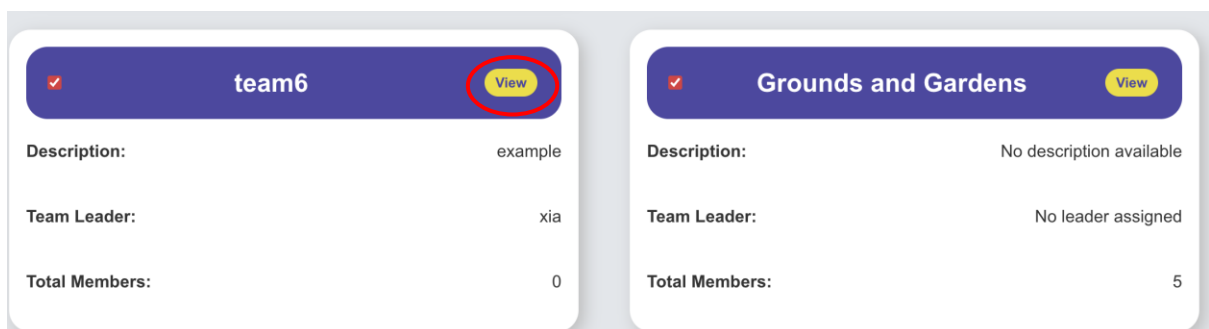 team6 View
Description: example
Team Leader: xia
Total Members: 0
Grounds and Gardens View
Description: No description available
Team Leader: No leader assigned
Total Members: 5